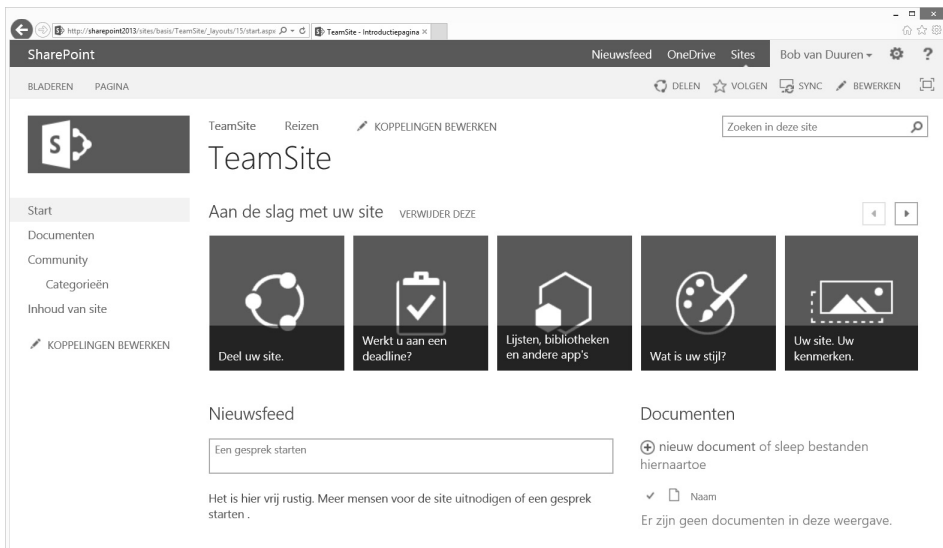 http://sharepoint2013/sites/basis/TeamSite/_layouts/15/start.aspx
TeamSite - Introductiepagina
SharePoint
Nieuwsfeed OneDrive Sites Bob van Duuren ?
BLADEREN PAGINA
DELEN VOLGEN SYNC BEWERKEN
S
TeamSite Reizen KOPPELINGEN BEWERKEN
Zoeken in deze site
TeamSite
Start
Documenten
Community
Categorieën
Inhoud van site
KOPPELINGEN BEWERKEN
Aan de slag met uw site VERWIJDER DEZE
Deel uw site.
Werkt u aan een
deadline?
Lijsten, bibliotheken
en andere app's
Wat is uw stijl?
Uw site. Uw
kenmerken.
Nieuwsfeed
Een gesprek starten
Het is hier vrij rustig. Meer mensen voor de site uitnodigen of een gesprek
starten .
Documenten
nieuw document of sleep bestanden
hiernaartoe
Naam
Er zijn geen documenten in deze weergave.